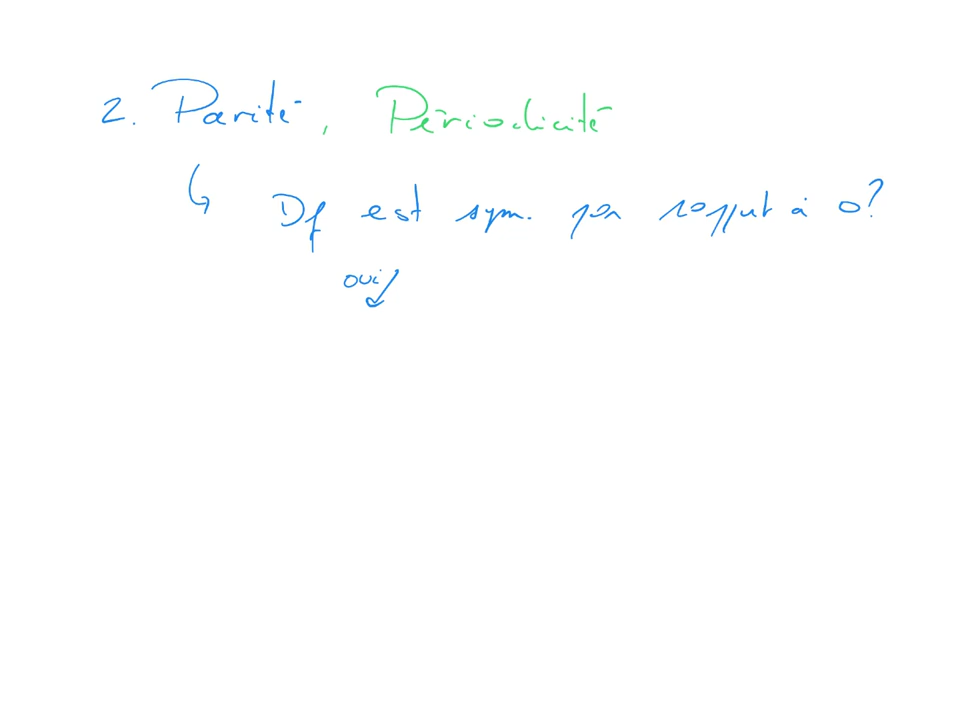 2. Parité, Périodicité
↳ Df est sym. par rapport à 0?
oui